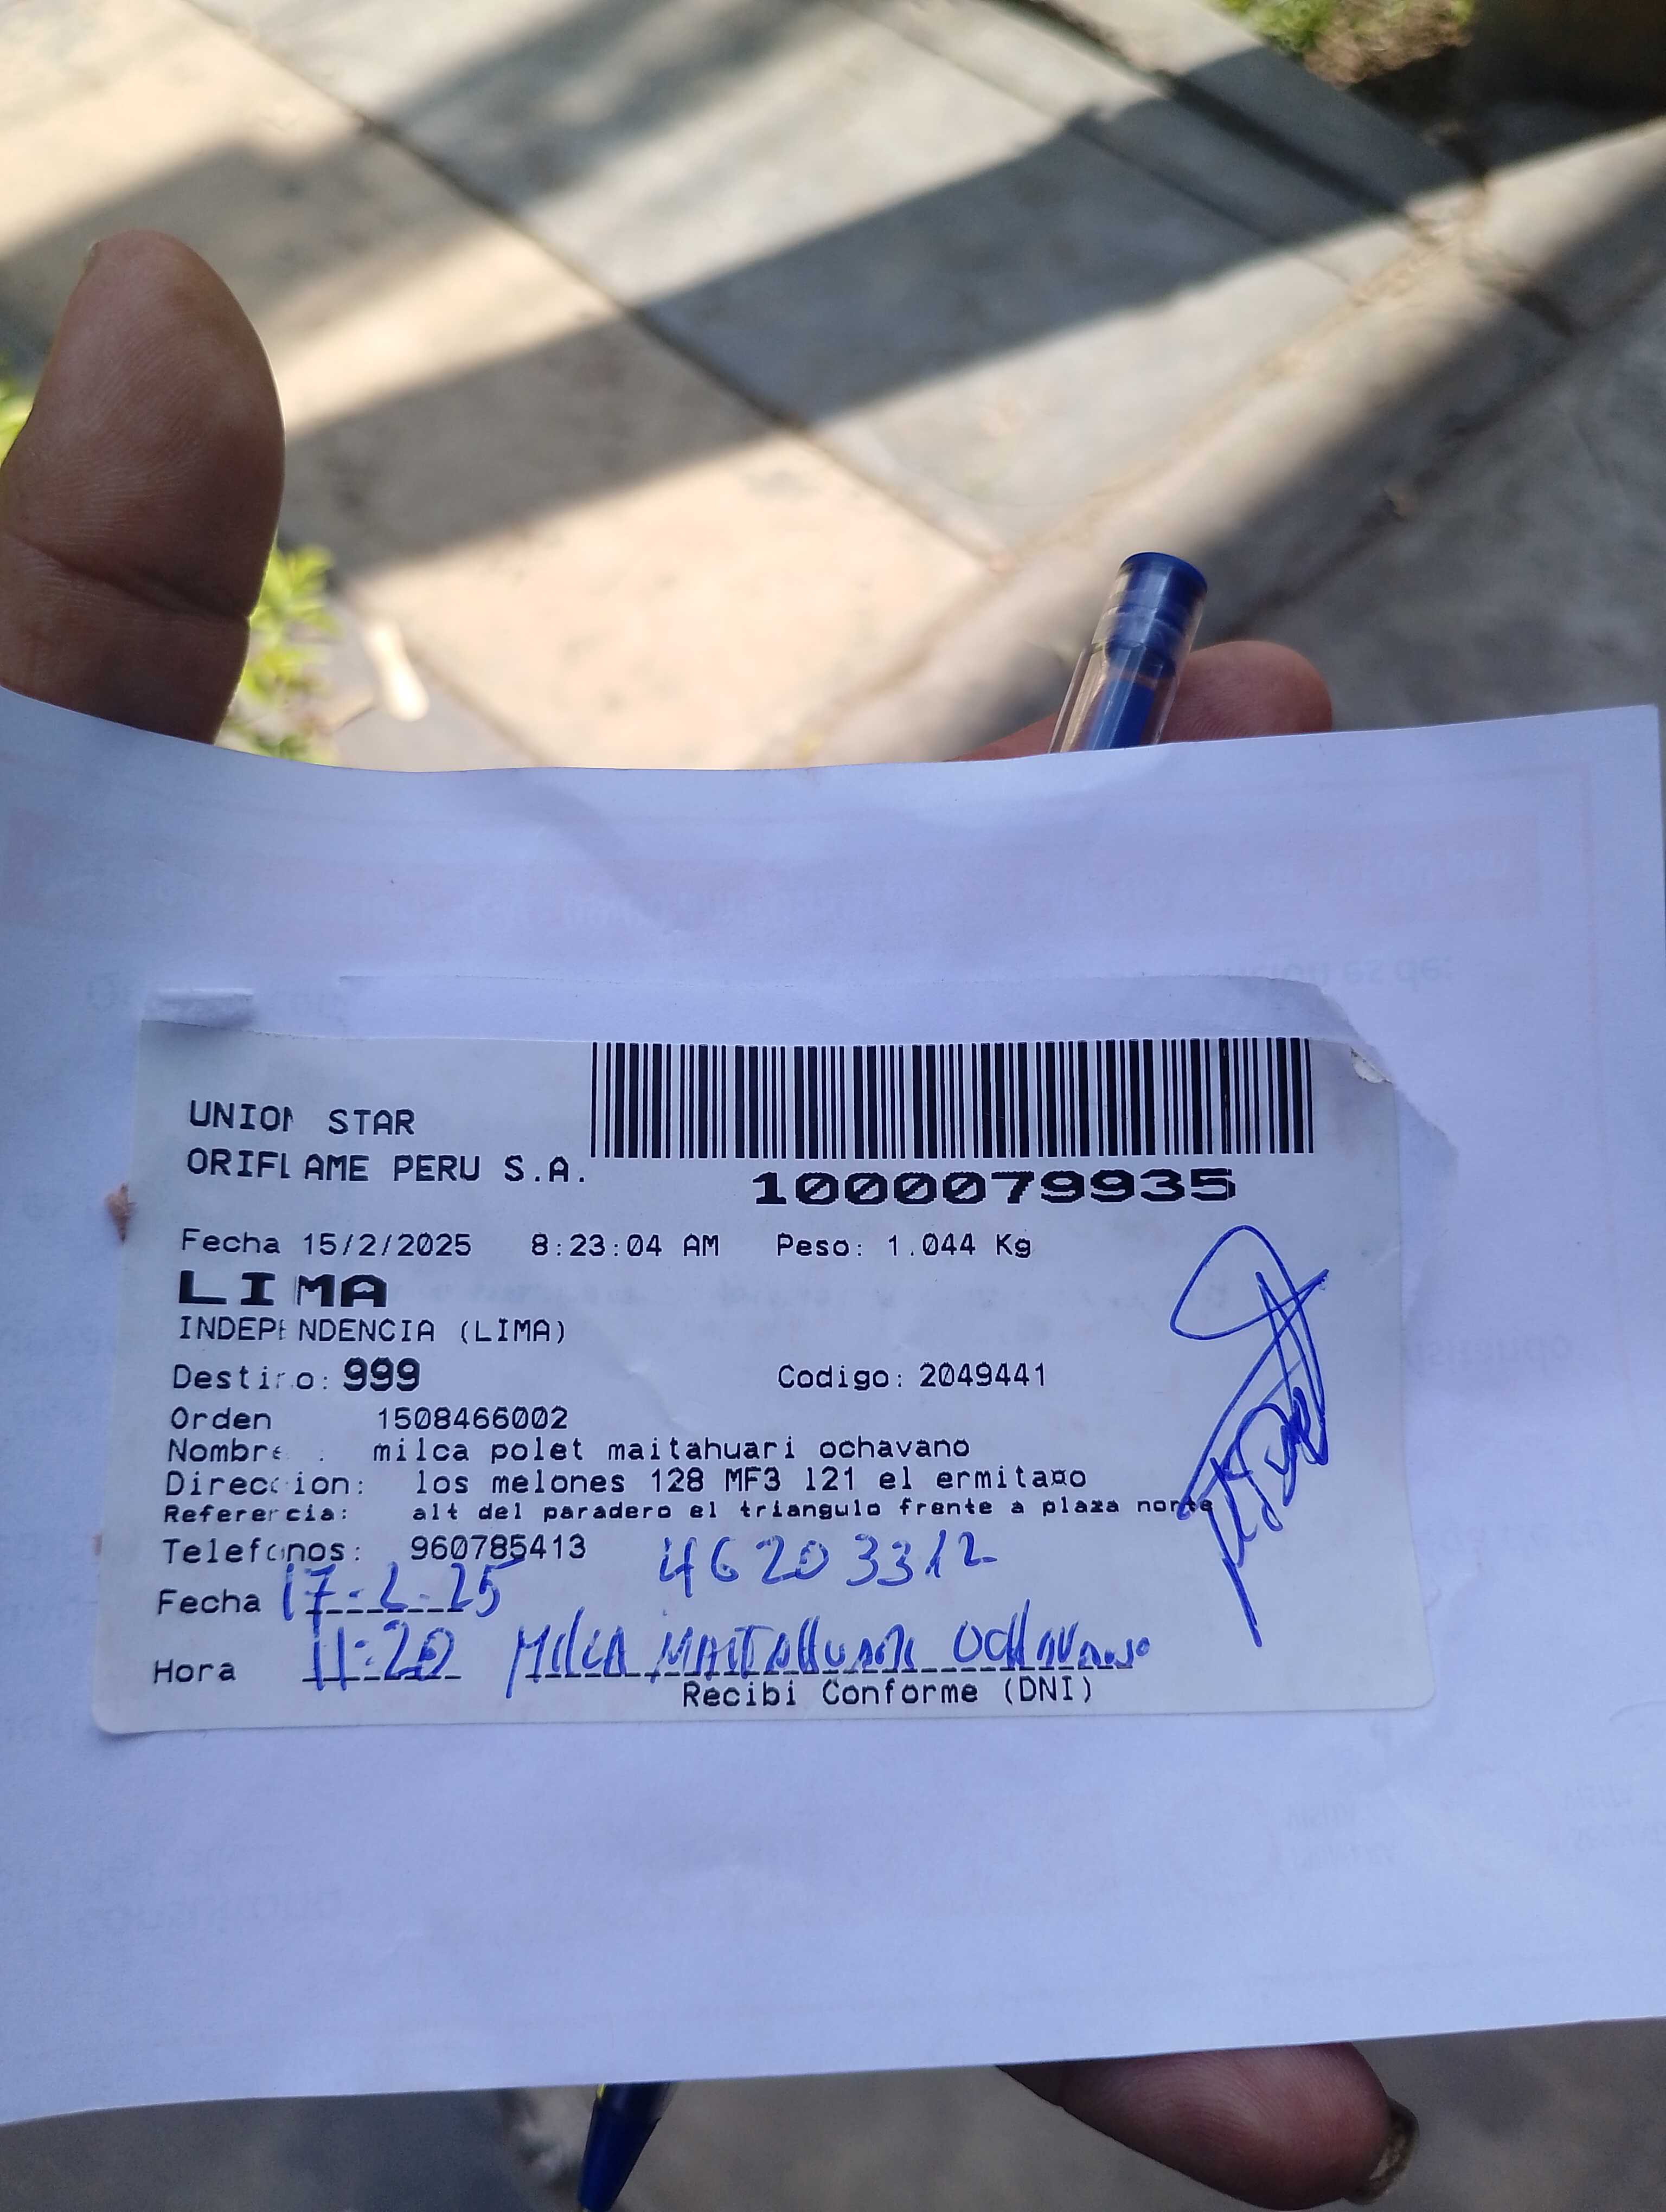 UNION STAR
ORIFLAME PERU S.A.
1000079935
Fecha 15/2/2025 8:23:04 AM Peso: 1.044 Kg
LIMA
INDEPENDENCIA (LIMA)
Destino: 999 Codigo: 2049441
Orden 1508466002
Nombre : milca polet maitahuari ochavano
Direccion: los melones 128 MF3 l21 el ermita¤o
Referencia: alt del paradero el triangulo frente a plaza norte
Telefonos: 960785413 46203312
Fecha 17-2-25
Hora 11:20 Milca Maitahuari Ochavano
Recibi Conforme (DNI)